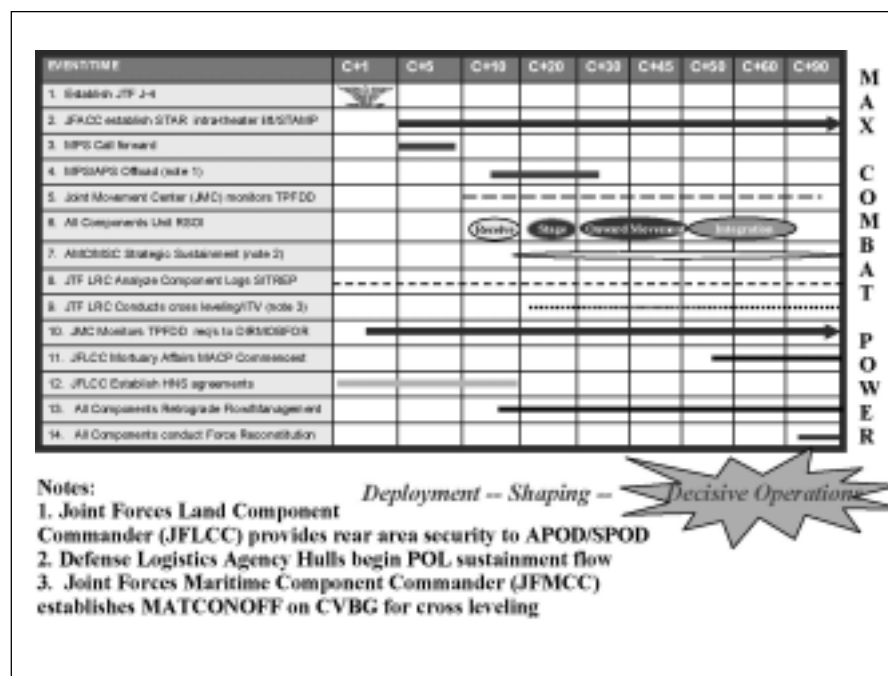 EVENT/TIME C+1 C+5 C+10 C+20 C+30 C+45 C+50 C+60 C+90
1. Establish JTF J-4
2. JFACC establish STAR intra-theater lift/STAMP
3. MPS Call forward
4. MPS/APS Offload (note 1)
5. Joint Movement Center (JMC) monitors TPFDD
6. All Components Unit RSOI
Receive Stage Onward Movement Integration
7. AMC/MSC Strategic Sustainment (note 2)
8. JTF LRC Analyze Component Logs SITREP
9. JTF LRC Conducts cross leveling/ITV (note 3)
10. JMC Monitors TPFDD req's to DIRMOBFOR
11. JFLCC Mortuary Affairs MACP Commences
12. JFLCC Establish HNS agreements
13. All Components Retrograde Flow/Management
14. All Components conduct Force Reconstitution
MAX COMBAT POWER
Deployment -- Shaping -- Decisive Operations
Notes:
1. Joint Forces Land Component
Commander (JFLCC) provides rear area security to APOD/SPOD
2. Defense Logistics Agency Hulls begin POL sustainment flow
3. Joint Forces Maritime Component Commander (JFMCC)
establishes MATCONOFF on CVBG for cross leveling